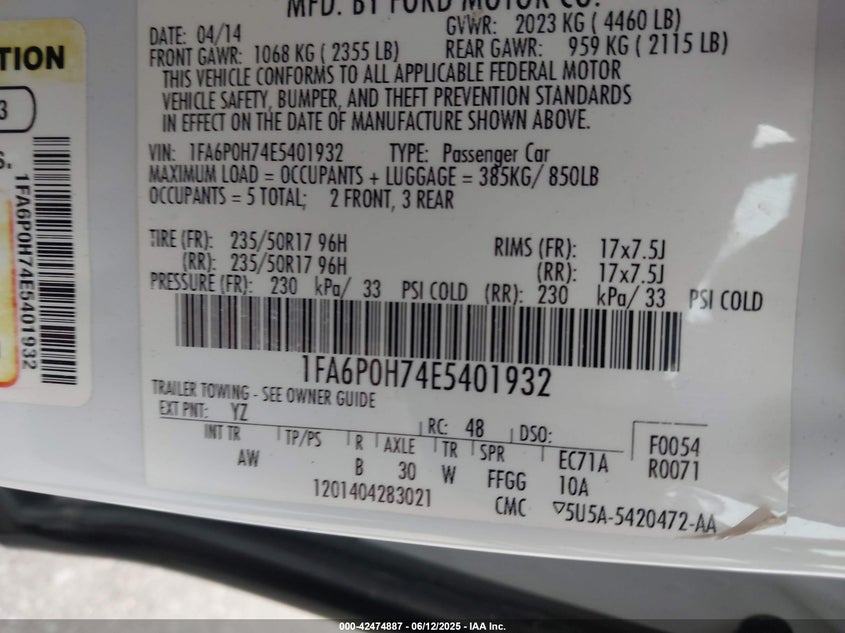 MFD. BY FORD MOTOR CO.
DATE: 04/14 GVWR: 2023 KG ( 4460 LB)
FRONT GAWR: 1068 KG ( 2355 LB) REAR GAWR: 959 KG ( 2115 LB)
THIS VEHICLE CONFORMS TO ALL APPLICABLE FEDERAL MOTOR
VEHICLE SAFETY, BUMPER, AND THEFT PREVENTION STANDARDS
IN EFFECT ON THE DATE OF MANUFACTURE SHOWN ABOVE.
VIN: 1FA6P0H74E5401932 TYPE: Passenger Car
MAXIMUM LOAD = OCCUPANTS + LUGGAGE = 385KG/ 850LB
OCCUPANTS = 5 TOTAL; 2 FRONT, 3 REAR
TIRE (FR): 235/50R17 96H RIMS (FR): 17x7.5J
(RR): 235/50R17 96H (RR): 17x7.5J
PRESSURE (FR): 230 kPa/ 33 PSI COLD (RR): 230 kPa/ 33 PSI COLD
1FA6P0H74E5401932
TRAILER TOWING - SEE OWNER GUIDE
EXT PNT: YZ RC: 48 DSO:
INT TR TP/PS R AXLE TR SPR EC71A F0054
AW B 30 W FFGG 10A R0071
1201404283021 CMC ▽5U5A-5420472-AA
TION
3
S.
1FA6P0H74E5401932
000-42474887 - 06/12/2025 - IAA Inc.